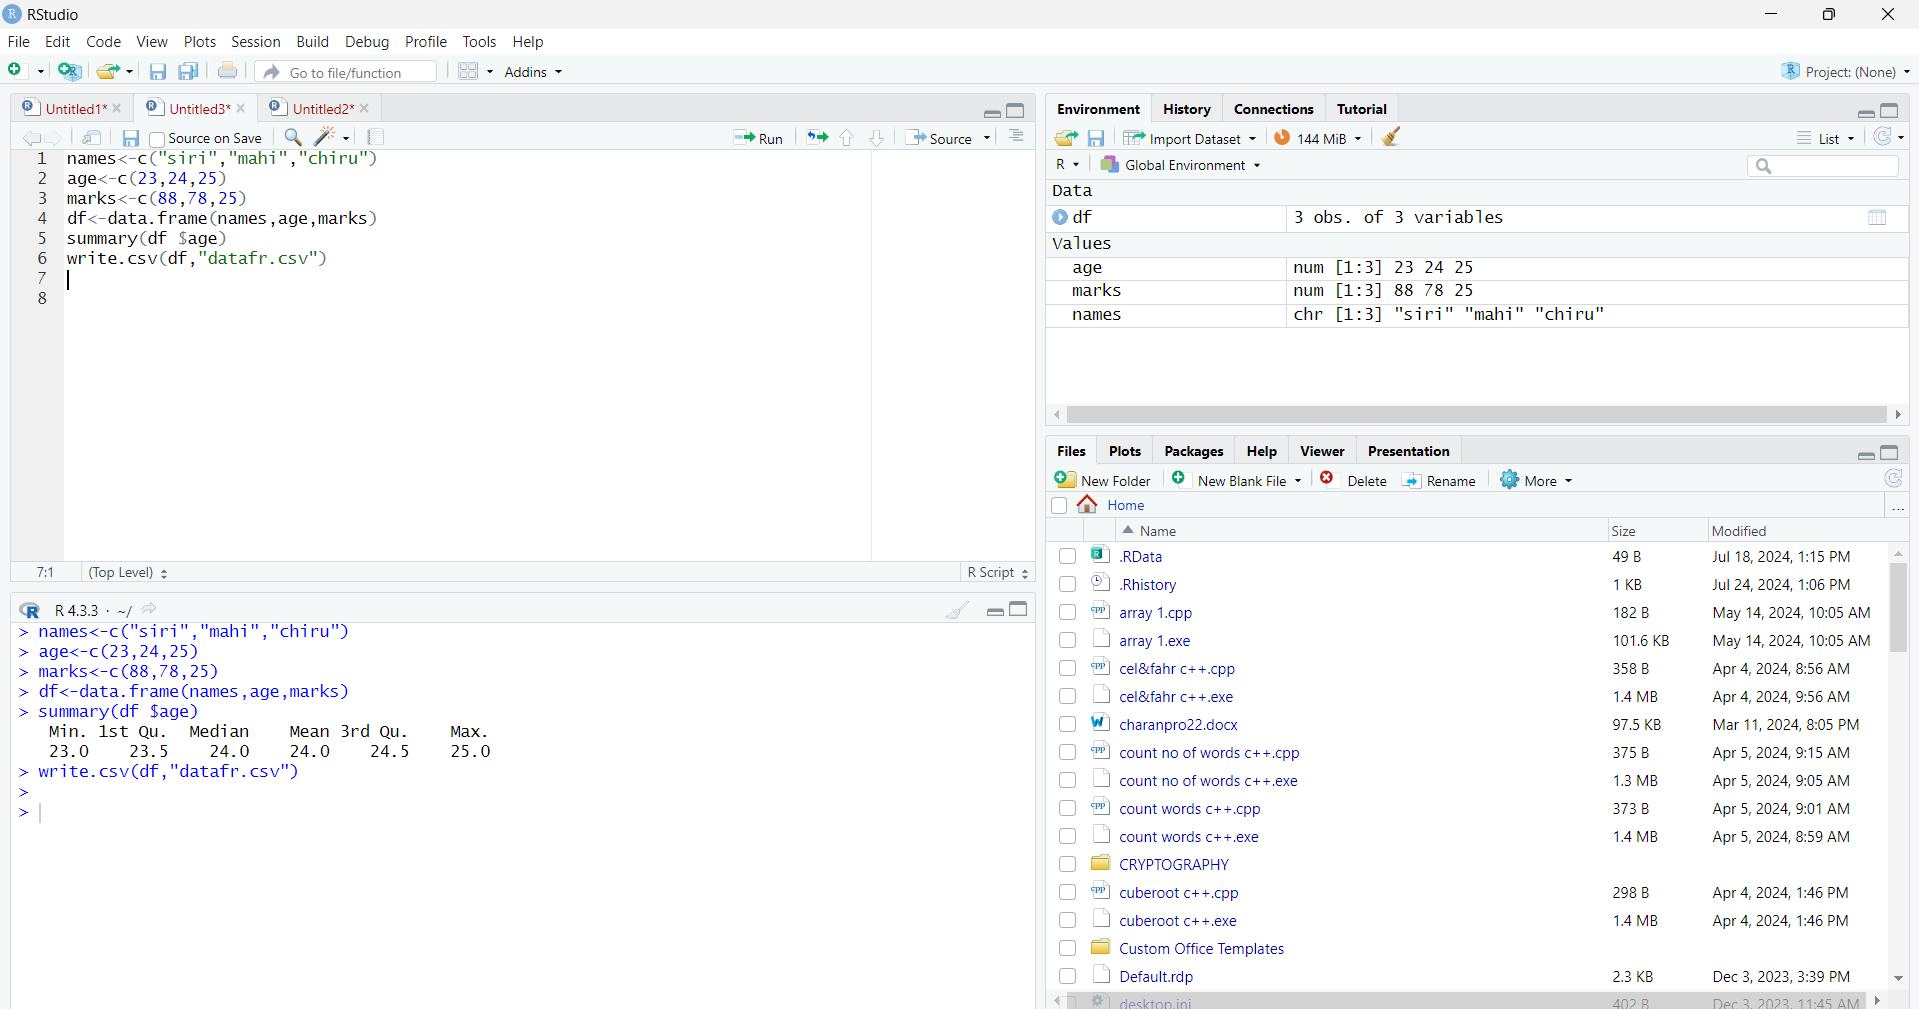 RStudio
File Edit Code View Plots Session Build Debug Profile Tools Help
Go to file/function Addins Project: (None)
Untitled1* Untitled3* Untitled2*
Source on Save Run Source
1 names<-c("siri","mahi","chiru")
2 age<-c(23,24,25)
3 marks<-c(88,78,25)
4 df<-data.frame(names,age,marks)
5 summary(df $age)
6 write.csv(df,"datafr.csv")
7
8
7:1 (Top Level) R Script
R 4.3.3 · ~/
> names<-c("siri","mahi","chiru")
> age<-c(23,24,25)
> marks<-c(88,78,25)
> df<-data.frame(names,age,marks)
> summary(df $age)
Min. 1st Qu. Median Mean 3rd Qu. Max.
23.0 23.5 24.0 24.0 24.5 25.0
> write.csv(df,"datafr.csv")
>
>
Environment History Connections Tutorial
Import Dataset 144 MiB List
R Global Environment
Data
df 3 obs. of 3 variables
Values
age num [1:3] 23 24 25
marks num [1:3] 88 78 25
names chr [1:3] "siri" "mahi" "chiru"
Files Plots Packages Help Viewer Presentation
New Folder New Blank File Delete Rename More
Home ...
Name Size Modified
.RData 49 B Jul 18, 2024, 1:15 PM
.Rhistory 1 KB Jul 24, 2024, 1:06 PM
array 1.cpp 182 B May 14, 2024, 10:05 AM
array 1.exe 101.6 KB May 14, 2024, 10:05 AM
cel&fahr c++.cpp 358 B Apr 4, 2024, 8:56 AM
cel&fahr c++.exe 1.4 MB Apr 4, 2024, 9:56 AM
charanpro22.docx 97.5 KB Mar 11, 2024, 8:05 PM
count no of words c++.cpp 375 B Apr 5, 2024, 9:15 AM
count no of words c++.exe 1.3 MB Apr 5, 2024, 9:05 AM
count words c++.cpp 373 B Apr 5, 2024, 9:01 AM
count words c++.exe 1.4 MB Apr 5, 2024, 8:59 AM
CRYPTOGRAPHY
cuberoot c++.cpp 298 B Apr 4, 2024, 1:46 PM
cuberoot c++.exe 1.4 MB Apr 4, 2024, 1:46 PM
Custom Office Templates
Default.rdp 2.3 KB Dec 3, 2023, 3:39 PM
desktop.ini 402 B Dec 3, 2023, 11:45 AM